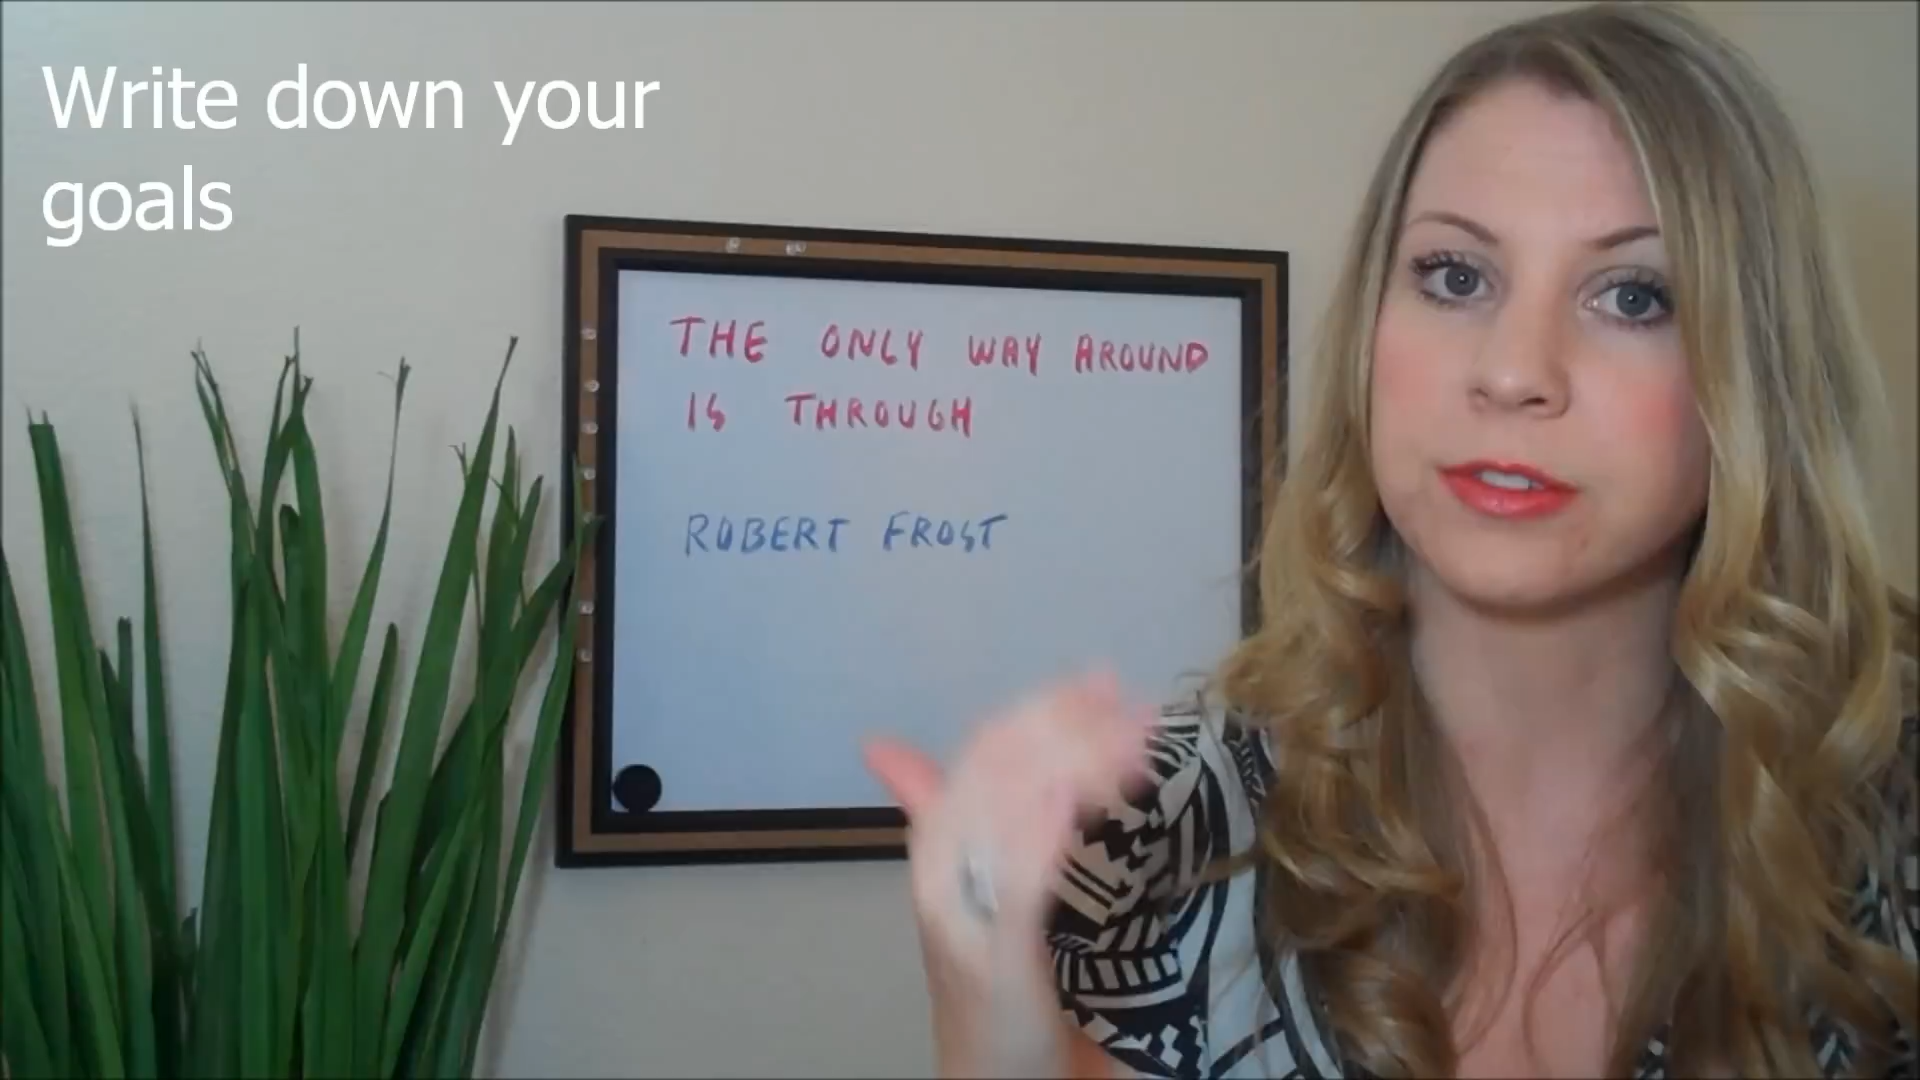 Write down your
goals
THE ONLY WAY AROUND
IS THROUGH
ROBERT FROST